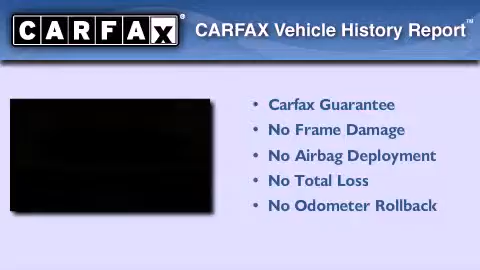 CARFAX® CARFAX Vehicle History Report™
• Carfax Guarantee
• No Frame Damage
• No Airbag Deployment
• No Total Loss
• No Odometer Rollback